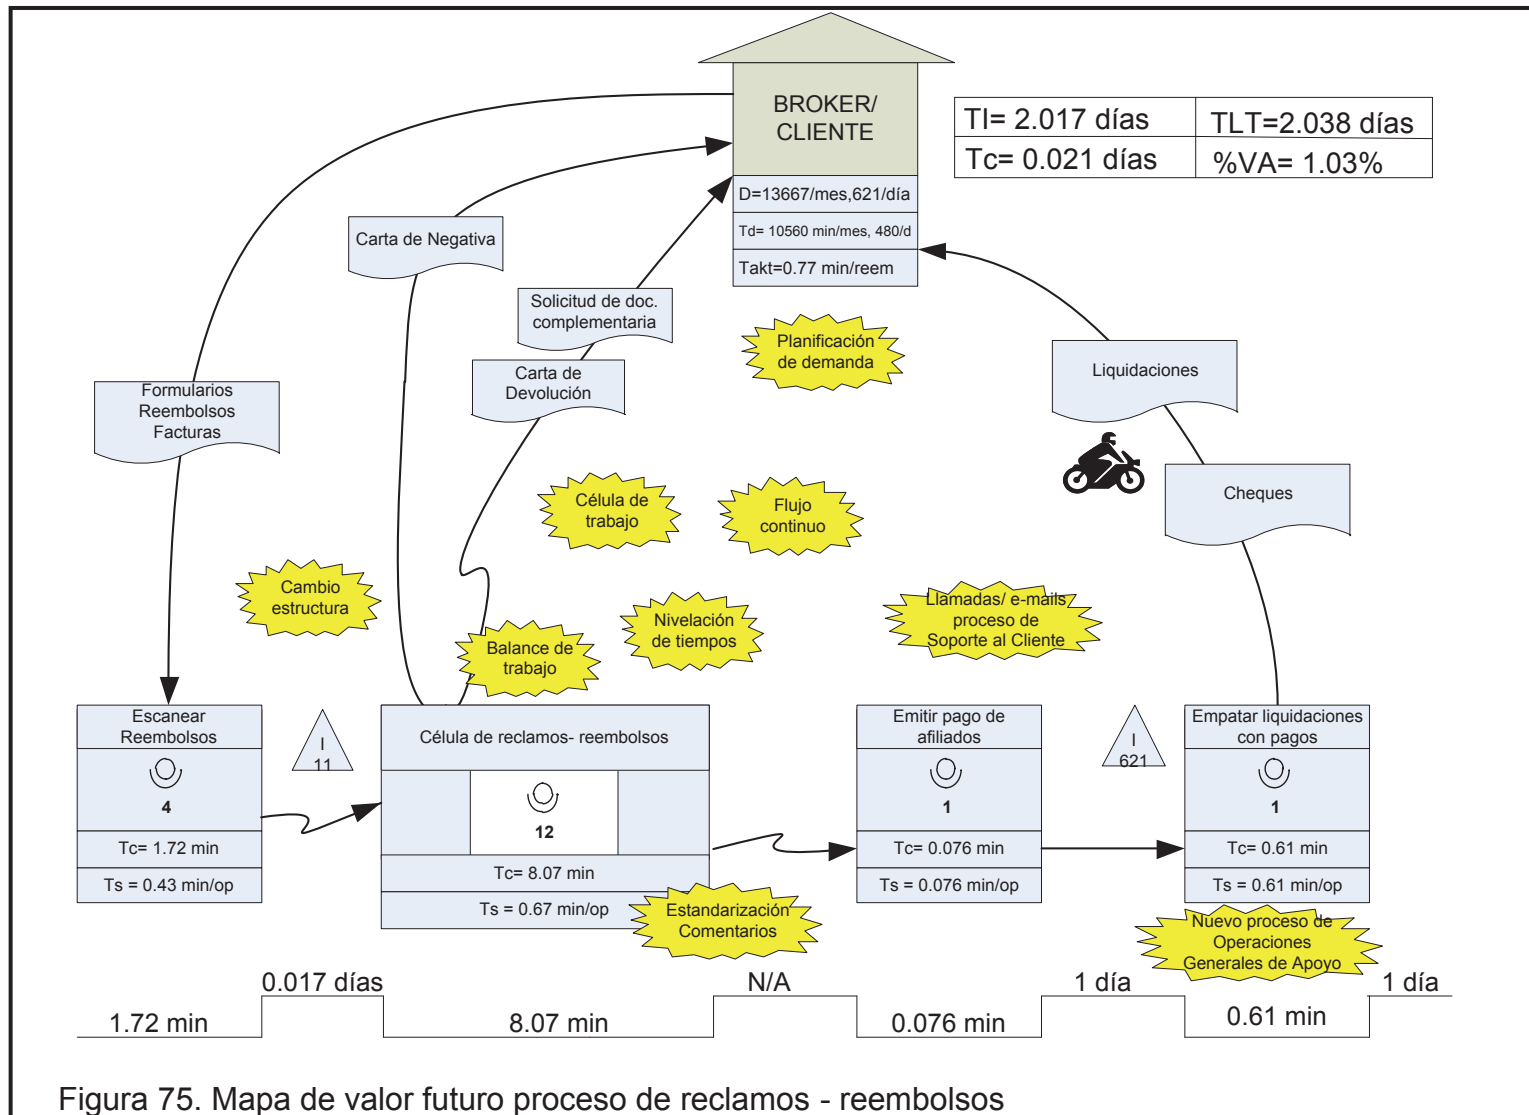 BROKER/
CLIENTE
TI= 2.017 días
TLT=2.038 días
Tc= 0.021 días
%VA= 1.03%
D=13667/mes,621/día
Td= 10560 min/mes, 480/d
Takt=0.77 min/reem
Carta de Negativa
Solicitud de doc.
complementaria
Carta de
Devolución
Planificación
de demanda
Liquidaciones
Formularios
Reembolsos
Facturas
Cheques
Célula de
trabajo
Flujo
continuo
Cambio
estructura
Llamadas/ e-mails
proceso de
Soporte al Cliente
Nivelación
de tiempos
Balance de
trabajo
Escanear
Reembolsos
4
Tc= 1.72 min
Ts = 0.43 min/op
I
11
Célula de reclamos- reembolsos
12
Tc= 8.07 min
Ts = 0.67 min/op
Estandarización
Comentarios
Emitir pago de
afiliados
1
Tc= 0.076 min
Ts = 0.076 min/op
I
621
Empatar liquidaciones
con pagos
1
Tc= 0.61 min
Ts = 0.61 min/op
Nuevo proceso de
Operaciones
Generales de Apoyo
1.72 min
0.017 días
8.07 min
N/A
0.076 min
1 día
0.61 min
1 día
Figura 75. Mapa de valor futuro proceso de reclamos - reembolsos